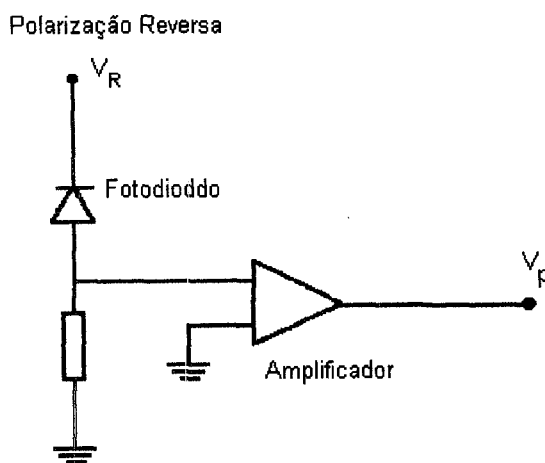 Polarização Reversa
V_R
Fotodioddo
V_p
Amplificador